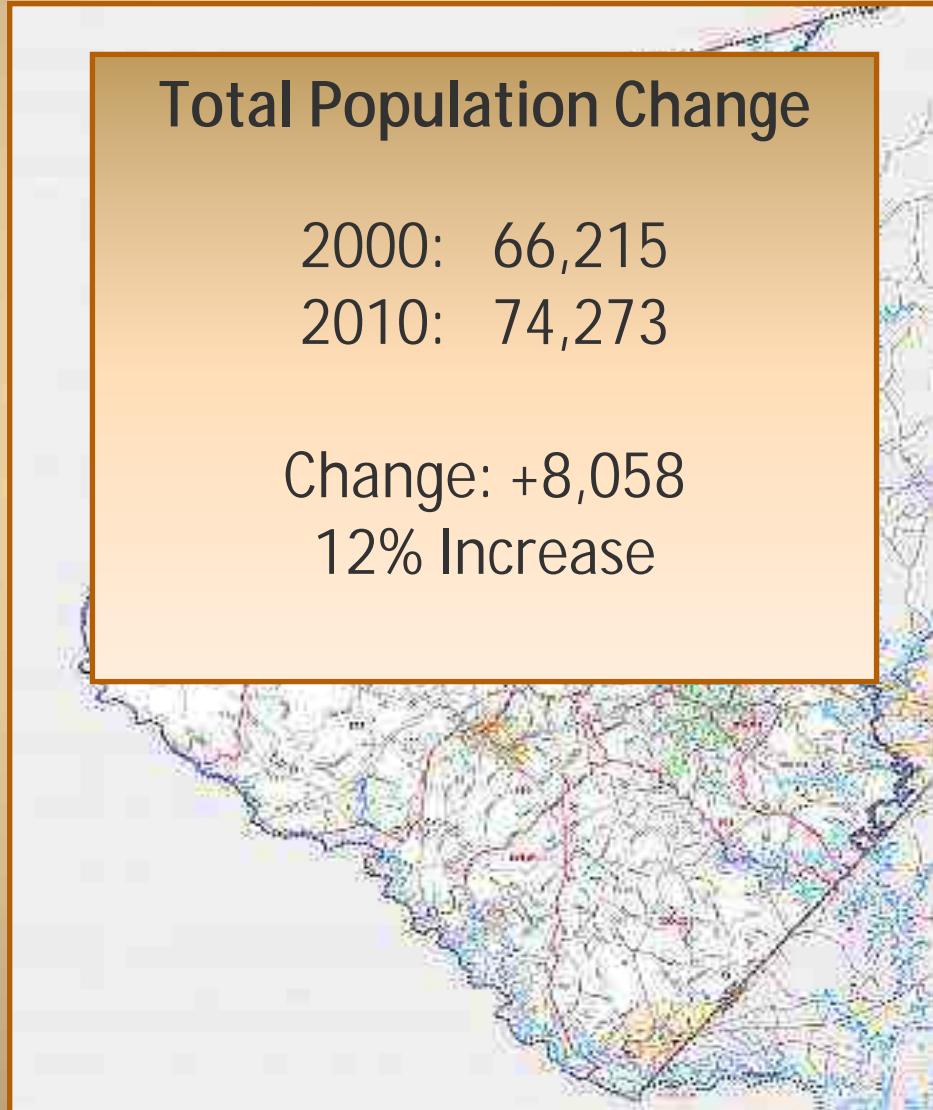 Total Population Change
2000: 66,215
2010: 74,273
Change: +8,058
12% Increase